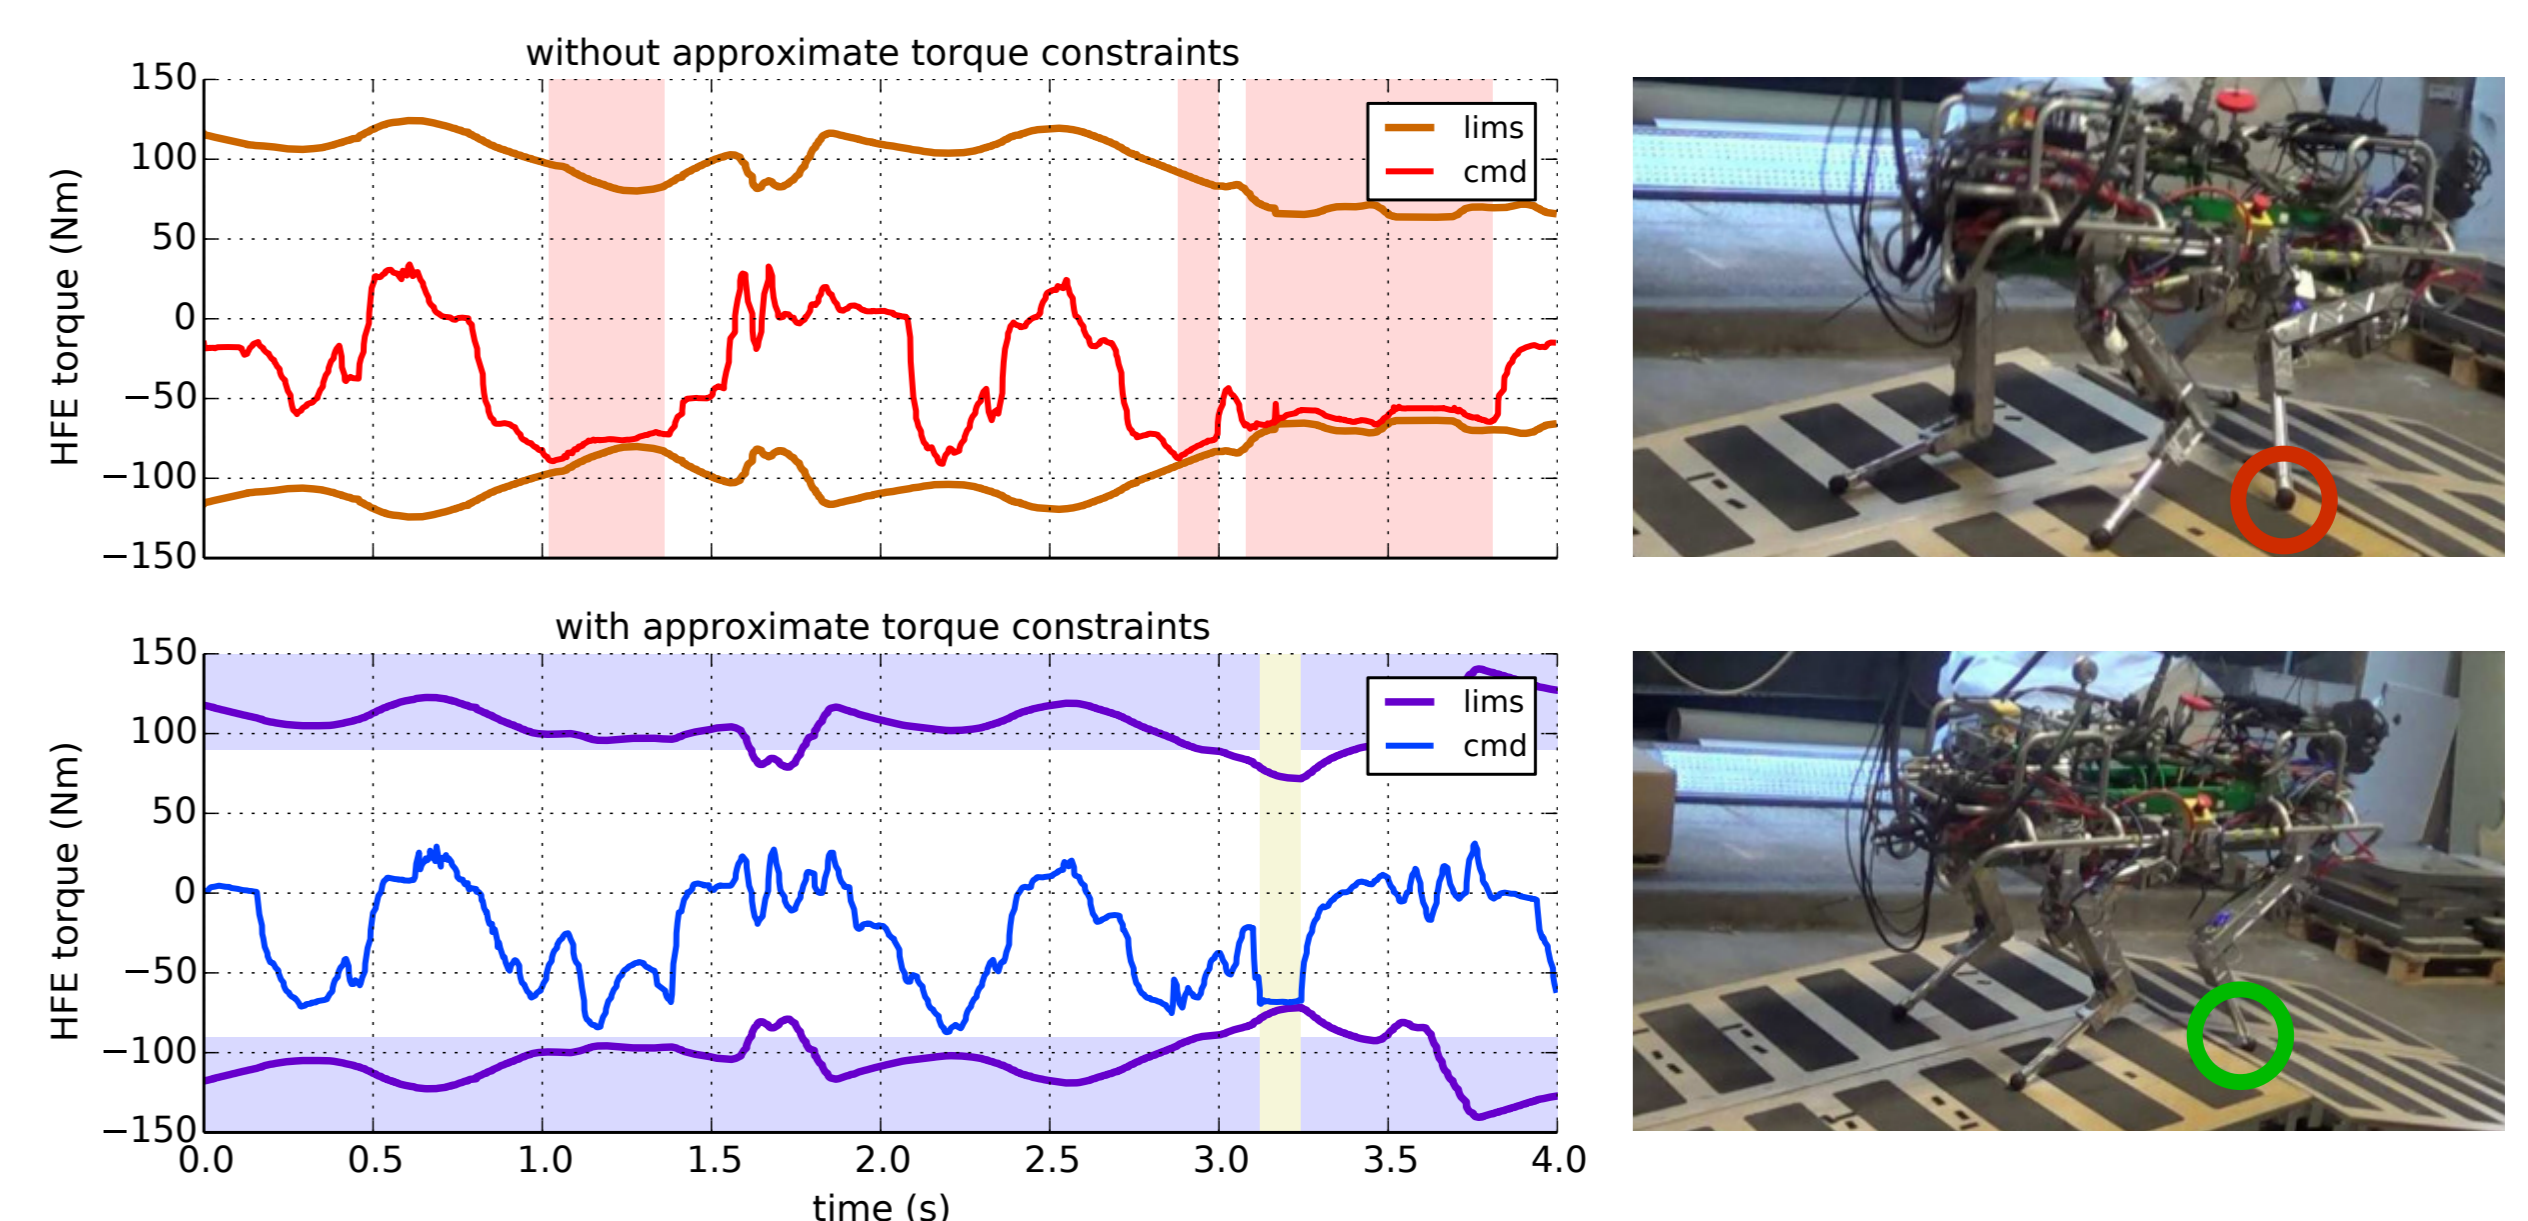 without approximate torque constraints
150
100
50
0
−50
−100
−150
HFE torque (Nm)
lims
cmd
with approximate torque constraints
150
100
50
0
−50
−100
−150
HFE torque (Nm)
lims
cmd
0.0 0.5 1.0 1.5 2.0 2.5 3.0 3.5 4.0
time (s)